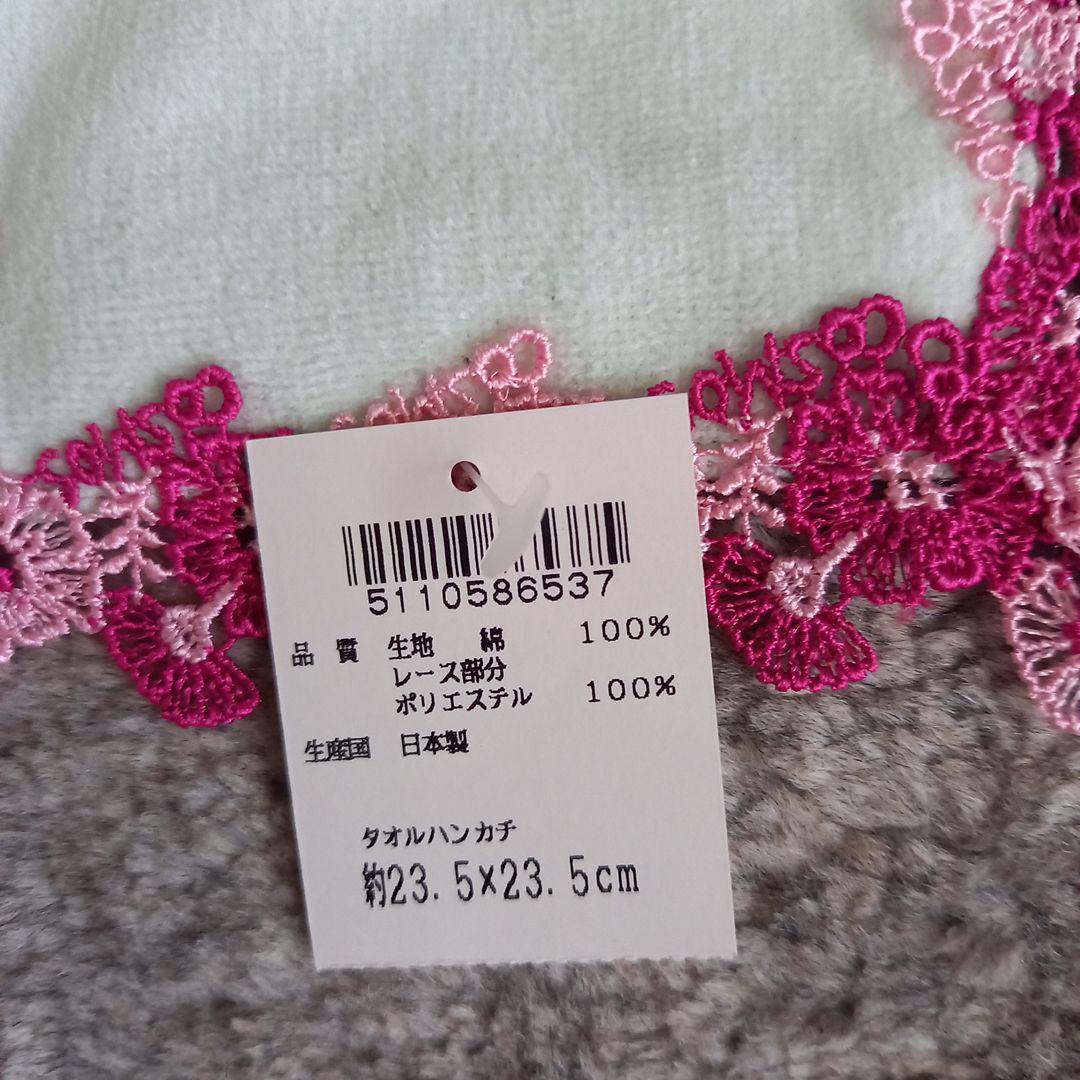 5110586537
品 質 生地 綿 100%
レース部分
ポリエステル 100%
生産国 日本製
タオルハンカチ
約23.5×23.5cm